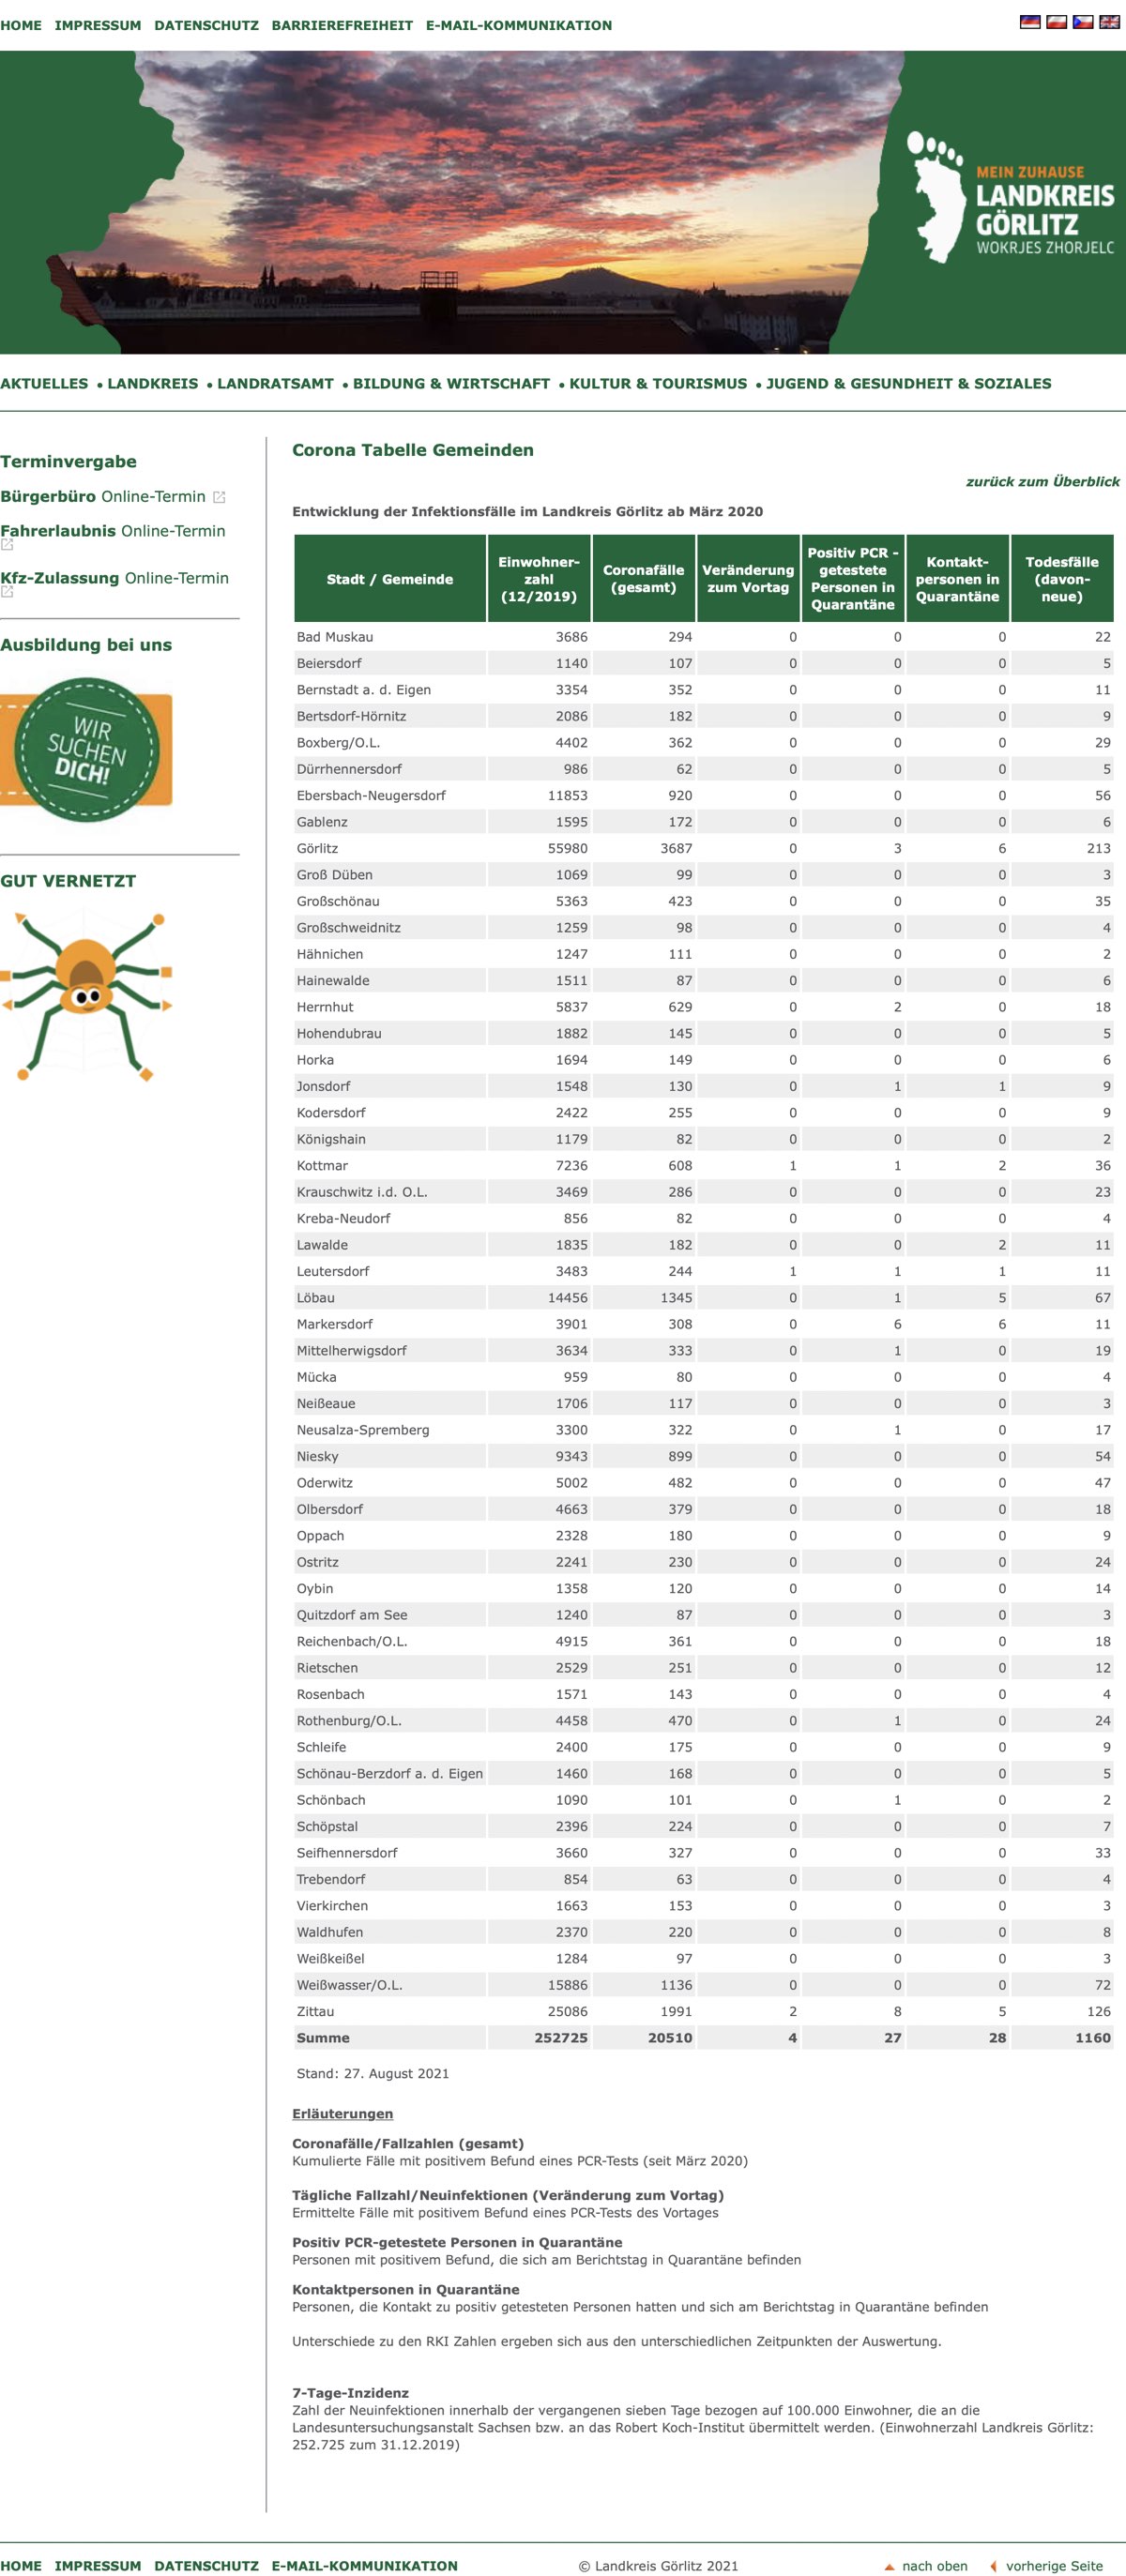 HOME IMPRESSUM DATENSCHUTZ BARRIEREFREIHEIT E-MAIL-KOMMUNIKATION
MEIN ZUHAUSE
LANDKREIS
GÖRLITZ
WOKRJES ZHORJELC
AKTUELLES • LANDKREIS • LANDRATSAMT • BILDUNG & WIRTSCHAFT • KULTUR & TOURISMUS • JUGEND & GESUNDHEIT & SOZIALES
Terminvergabe
Bürgerbüro Online-Termin
Fahrerlaubnis Online-Termin
Kfz-Zulassung Online-Termin
Ausbildung bei uns
WIR
SUCHEN
DICH!
GUT VERNETZT
Corona Tabelle Gemeinden
zurück zum Überblick
Entwicklung der Infektionsfälle im Landkreis Görlitz ab März 2020
Stadt / Gemeinde Einwohner-zahl (12/2019) Coronafälle (gesamt) Veränderung zum Vortag Positiv PCR - getestete Personen in Quarantäne Kontakt-personen in Quarantäne Todesfälle (davon-neue)
Bad Muskau 3686 294 0 0 0 22
Beiersdorf 1140 107 0 0 0 5
Bernstadt a. d. Eigen 3354 352 0 0 0 11
Bertsdorf-Hörnitz 2086 182 0 0 0 9
Boxberg/O.L. 4402 362 0 0 0 29
Dürrhennersdorf 986 62 0 0 0 5
Ebersbach-Neugersdorf 11853 920 0 0 0 56
Gablenz 1595 172 0 0 0 6
Görlitz 55980 3687 0 3 6 213
Groß Düben 1069 99 0 0 0 3
Großschönau 5363 423 0 0 0 35
Großschweidnitz 1259 98 0 0 0 4
Hähnichen 1247 111 0 0 0 2
Hainewalde 1511 87 0 0 0 6
Herrnhut 5837 629 0 2 0 18
Hohendubrau 1882 145 0 0 0 5
Horka 1694 149 0 0 0 6
Jonsdorf 1548 130 0 1 1 9
Kodersdorf 2422 255 0 0 0 9
Königshain 1179 82 0 0 0 2
Kottmar 7236 608 1 1 2 36
Krauschwitz i.d. O.L. 3469 286 0 0 0 23
Kreba-Neudorf 856 82 0 0 0 4
Lawalde 1835 182 0 0 2 11
Leutersdorf 3483 244 1 1 1 11
Löbau 14456 1345 0 1 5 67
Markersdorf 3901 308 0 6 6 11
Mittelherwigsdorf 3634 333 0 1 0 19
Mücka 959 80 0 0 0 4
Neißeaue 1706 117 0 0 0 3
Neusalza-Spremberg 3300 322 0 1 0 17
Niesky 9343 899 0 0 0 54
Oderwitz 5002 482 0 0 0 47
Olbersdorf 4663 379 0 0 0 18
Oppach 2328 180 0 0 0 9
Ostritz 2241 230 0 0 0 24
Oybin 1358 120 0 0 0 14
Quitzdorf am See 1240 87 0 0 0 3
Reichenbach/O.L. 4915 361 0 0 0 18
Rietschen 2529 251 0 0 0 12
Rosenbach 1571 143 0 0 0 4
Rothenburg/O.L. 4458 470 0 1 0 24
Schleife 2400 175 0 0 0 9
Schönau-Berzdorf a. d. Eigen 1460 168 0 0 0 5
Schönbach 1090 101 0 1 0 2
Schöpstal 2396 224 0 0 0 7
Seifhennersdorf 3660 327 0 0 0 33
Trebendorf 854 63 0 0 0 4
Vierkirchen 1663 153 0 0 0 3
Waldhufen 2370 220 0 0 0 8
Weißkeißel 1284 97 0 0 0 3
Weißwasser/O.L. 15886 1136 0 0 0 72
Zittau 25086 1991 2 8 5 126
Summe 252725 20510 4 27 28 1160
Stand: 27. August 2021
Erläuterungen
Coronafälle/Fallzahlen (gesamt)
Kumulierte Fälle mit positivem Befund eines PCR-Tests (seit März 2020)
Tägliche Fallzahl/Neuinfektionen (Veränderung zum Vortag)
Ermittelte Fälle mit positivem Befund eines PCR-Tests des Vortages
Positiv PCR-getestete Personen in Quarantäne
Personen mit positivem Befund, die sich am Berichtstag in Quarantäne befinden
Kontaktpersonen in Quarantäne
Personen, die Kontakt zu positiv getesteten Personen hatten und sich am Berichtstag in Quarantäne befinden
Unterschiede zu den RKI Zahlen ergeben sich aus den unterschiedlichen Zeitpunkten der Auswertung.
7-Tage-Inzidenz
Zahl der Neuinfektionen innerhalb der vergangenen sieben Tage bezogen auf 100.000 Einwohner, die an die
Landesuntersuchungsanstalt Sachsen bzw. an das Robert Koch-Institut übermittelt werden. (Einwohnerzahl Landkreis Görlitz:
252.725 zum 31.12.2019)
HOME IMPRESSUM DATENSCHUTZ E-MAIL-KOMMUNIKATION © Landkreis Görlitz 2021 nach oben vorherige Seite